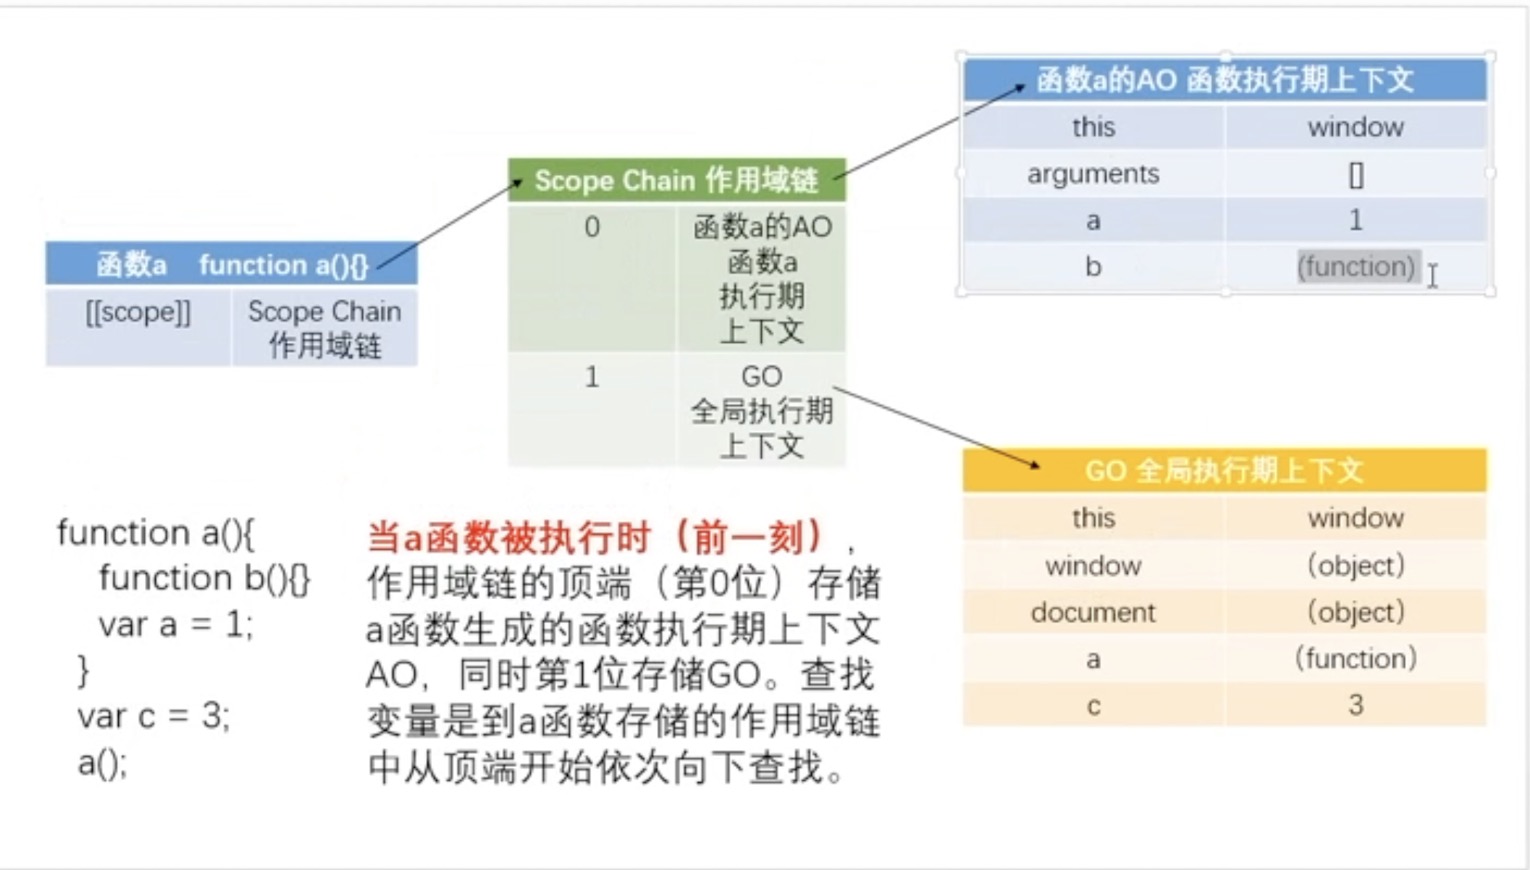 函数a的AO 函数执行期上下文
this window
arguments []
a 1
b (function)
Scope Chain 作用域链
0 函数a的AO
函数a
执行期
上下文
1 GO
全局执行期
上下文
函数a function a(){}
[[scope]] Scope Chain
作用域链
GO 全局执行期上下文
this window
window (object)
document (object)
a (function)
c 3
function a(){
function b(){}
var a = 1;
}
var c = 3;
a();
当a函数被执行时（前一刻），
作用域链的顶端（第0位）存储
a函数生成的函数执行期上下文
AO，同时第1位存储GO。查找
变量是到a函数存储的作用域链
中从顶端开始依次向下查找。